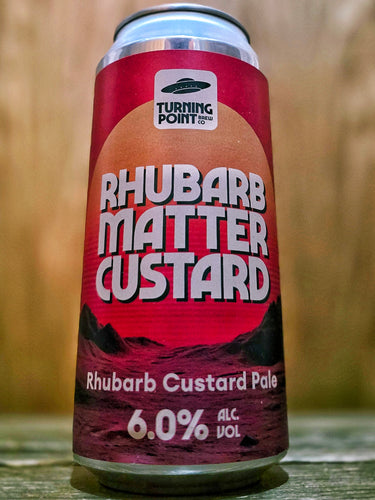 TURNING
POINT BREW
CO
RHUBARB
MATTER
CUSTARD
Rhubarb Custard Pale
6.0% ALC.
VOL